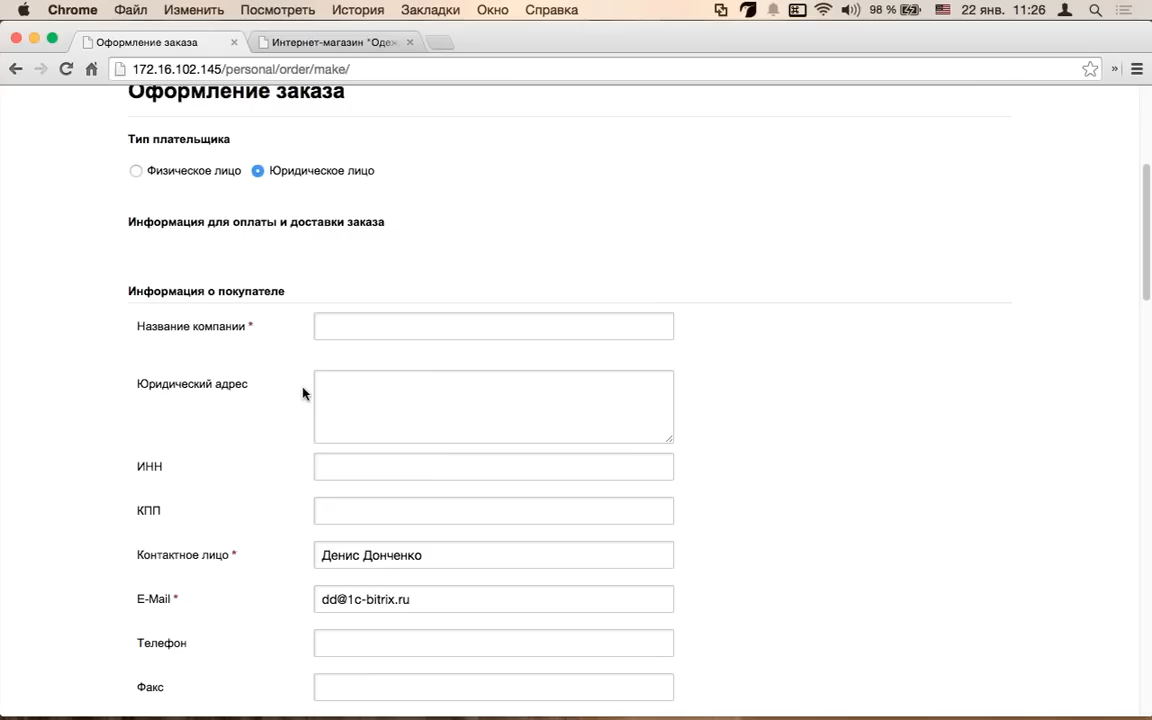 Chrome Файл Изменить Посмотреть История Закладки Окно Справка 98 % 22 янв. 11:26
Оформление заказа Интернет-магазин "Одеж
172.16.102.145/personal/order/make/ »
Оформление заказа
Тип плательщика
Физическое лицо Юридическое лицо
Информация для оплаты и доставки заказа
Информация о покупателе
Название компании *
Юридический адрес
ИНН
КПП
Контактное лицо * Денис Донченко
E-Mail * dd@1c-bitrix.ru
Телефон
Факс